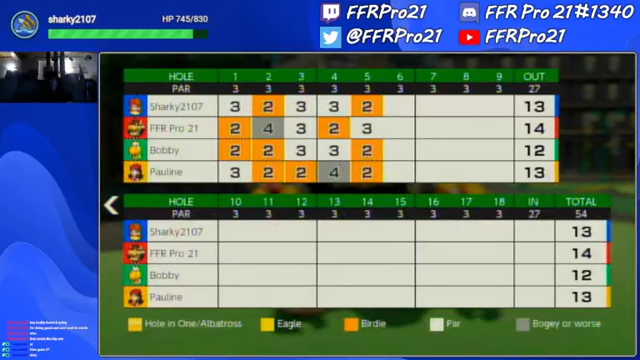 sharky2107
HP 745/830
FFRPro21
FFR Pro 21#1340
@FFRPro21
FFRPro21
HOLE 1 2 3 4 5 6 7 8 9 OUT
PAR 3 3 3 3 3 3 3 3 3 27
Sharky2107 3 2 3 3 2 13
FFR Pro 21 2 4 3 2 3 14
Bobby 2 2 3 3 2 12
Pauline 3 2 2 4 2 13
HOLE 10 11 12 13 14 15 16 17 18 IN TOTAL
PAR 3 3 3 3 3 3 3 3 3 27 54
Sharky2107 13
FFR Pro 21 14
Bobby 12
Pauline 13
Hole in One/Albatross Eagle Birdie Par Bogey or worse